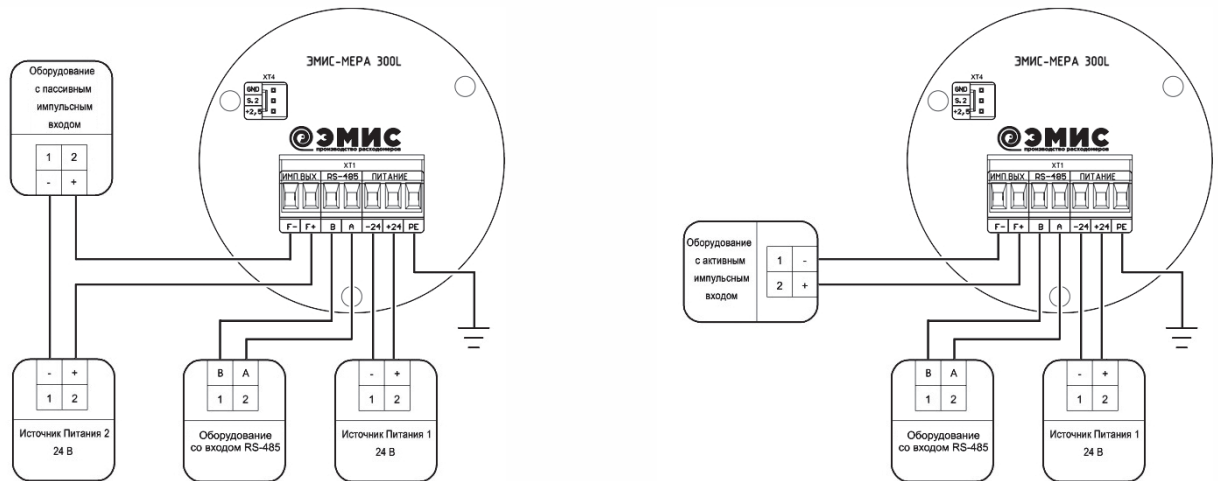 Оборудование
с пассивным
импульсным
входом
1 2
- +
ЭМИС-МЕРА 300L
XT4
GND
S.2
+2,5
ЭМИС
производство расходомеров
XT1
ИМП.ВЫХ. RS-485 ПИТАНИЕ
F- F+ B A -24 +24 PE
- +
1 2
Источник Питания 2
24 В
B A
1 2
Оборудование
со входом RS-485
- +
1 2
Источник Питания 1
24 В
ЭМИС-МЕРА 300L
XT4
GND
S.2
+2,5
ЭМИС
производство расходомеров
XT1
ИМП.ВЫХ. RS-485 ПИТАНИЕ
F- F+ B A -24 +24 PE
Оборудование
с активным
импульсным
входом
1 -
2 +
B A
1 2
Оборудование
со входом RS-485
- +
1 2
Источник Питания 1
24 В